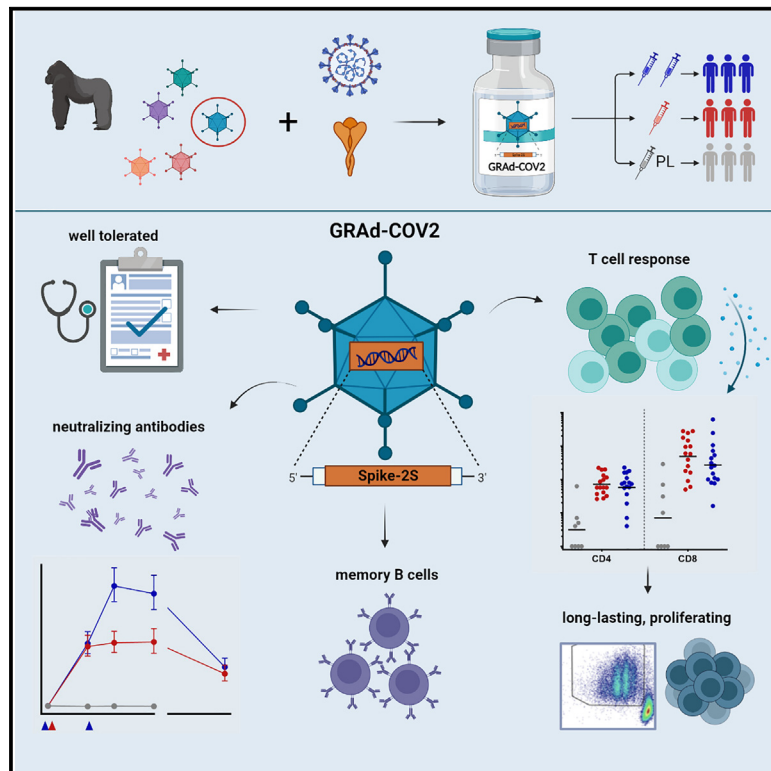 PL
GRAd-COV2
GRAd-COV2
well tolerated
T cell response
neutralizing antibodies
5'
Spike-2S
3'
memory B cells
CD4
CD8
long-lasting, proliferating